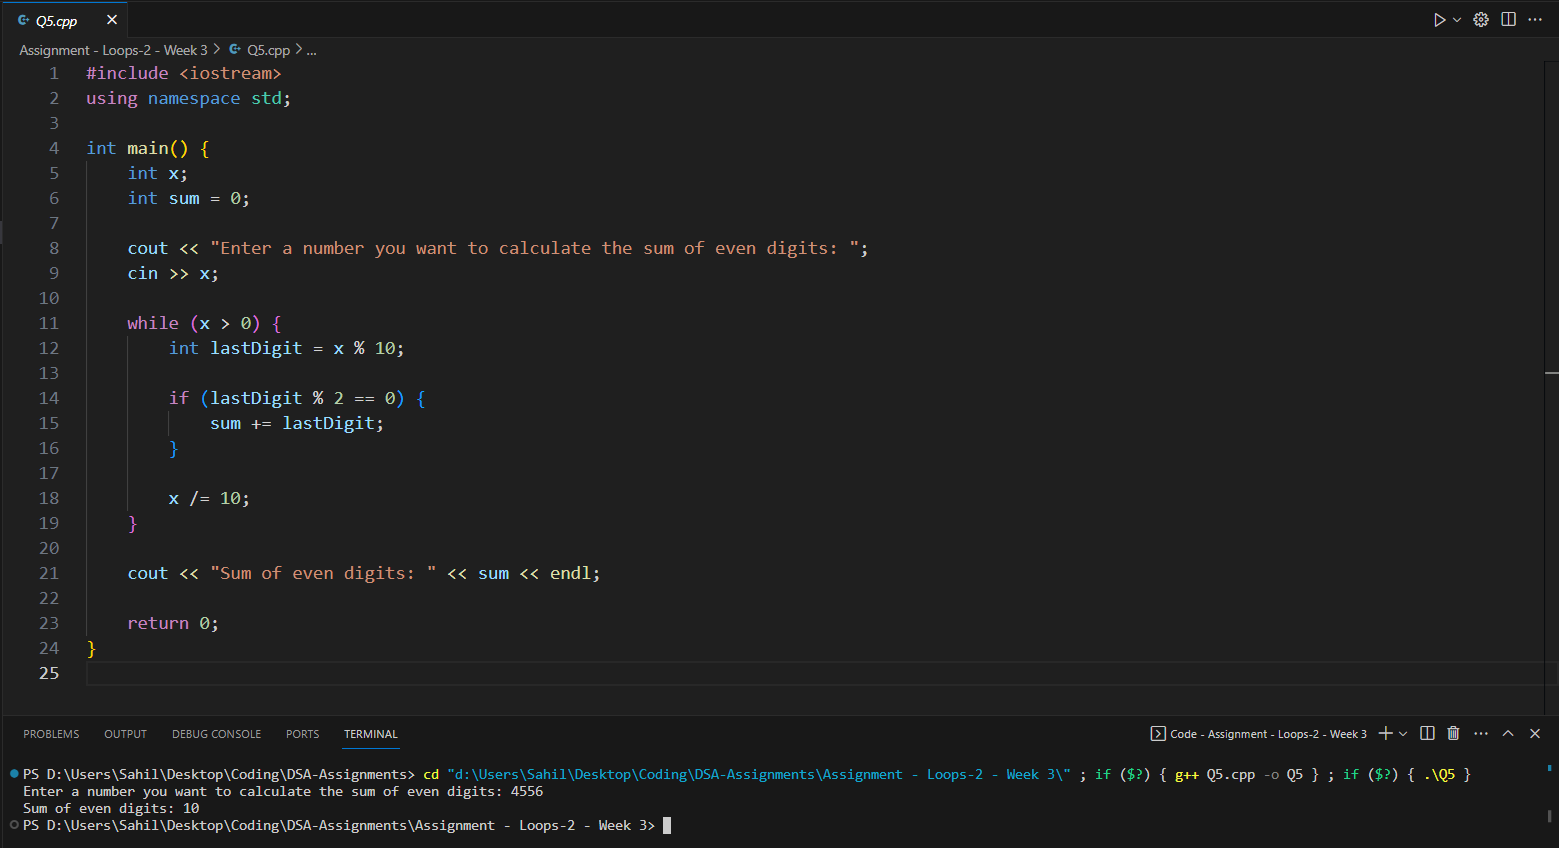 Q5.cpp
Assignment - Loops-2 - Week 3 > Q5.cpp > ...
1 #include <iostream>
2 using namespace std;
3
4 int main() {
5     int x;
6     int sum = 0;
7
8     cout << "Enter a number you want to calculate the sum of even digits: ";
9     cin >> x;
10
11     while (x > 0) {
12         int lastDigit = x % 10;
13
14         if (lastDigit % 2 == 0) {
15             sum += lastDigit;
16         }
17
18         x /= 10;
19     }
20
21     cout << "Sum of even digits: " << sum << endl;
22
23     return 0;
24 }
25
PROBLEMS OUTPUT DEBUG CONSOLE PORTS TERMINAL Code - Assignment - Loops-2 - Week 3
PS D:\Users\Sahil\Desktop\Coding\DSA-Assignments> cd "d:\Users\Sahil\Desktop\Coding\DSA-Assignments\Assignment - Loops-2 - Week 3\" ; if ($?) { g++ Q5.cpp -o Q5 } ; if ($?) { .\Q5 }
Enter a number you want to calculate the sum of even digits: 4556
Sum of even digits: 10
PS D:\Users\Sahil\Desktop\Coding\DSA-Assignments\Assignment - Loops-2 - Week 3>